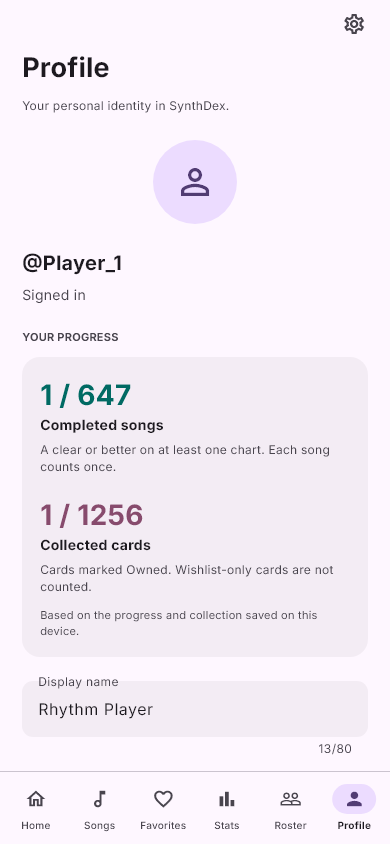 Profile
Your personal identity in SynthDex.
@Player_1
Signed in
YOUR PROGRESS
1 / 647
Completed songs
A clear or better on at least one chart. Each song
counts once.
1 / 1256
Collected cards
Cards marked Owned. Wishlist-only cards are not
counted.
Based on the progress and collection saved on this
device.
Display name
Rhythm Player
13/80
Home Songs Favorites Stats Roster Profile